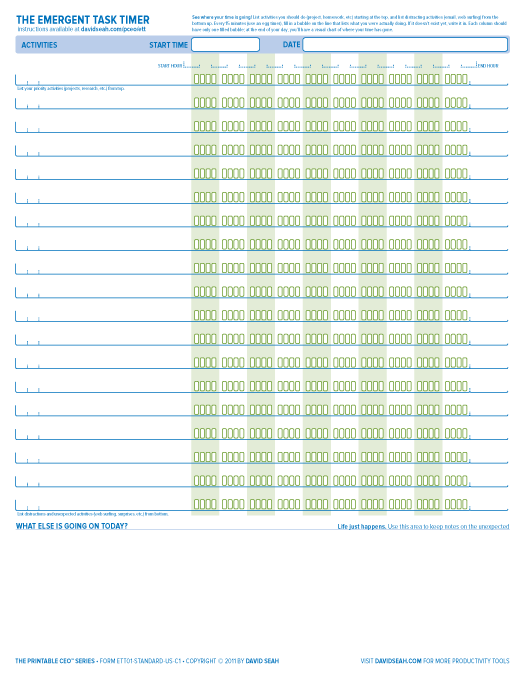 THE EMERGENT TASK TIMER
Instructions available at davidseah.com/pceo/ett
See where your time is going! List activities you should do (project, homework, etc) starting at the top, and list distracting activities (email, web surfing) from the
bottom up. Every 15 minutes (use an egg timer), fill in a bubble on the line that lists what you were actually doing. If it doesn't exist yet, write it in. Each column should
have only one filled bubble; at the end of your day, you'll have a visual chart of where your time has gone.
ACTIVITIES START TIME DATE
START HOUR END HOUR
List your priority activities (projects, research, etc.) from top.
List distractions and unexpected activities (web surfing, surprises, etc.) from bottom.
WHAT ELSE IS GOING ON TODAY? Life just happens. Use this area to keep notes on the unexpected
THE PRINTABLE CEO™ SERIES • FORM ETT01-STANDARD-US-C1 • COPYRIGHT © 2011 BY DAVID SEAH VISIT DAVIDSEAH.COM FOR MORE PRODUCTIVITY TOOLS